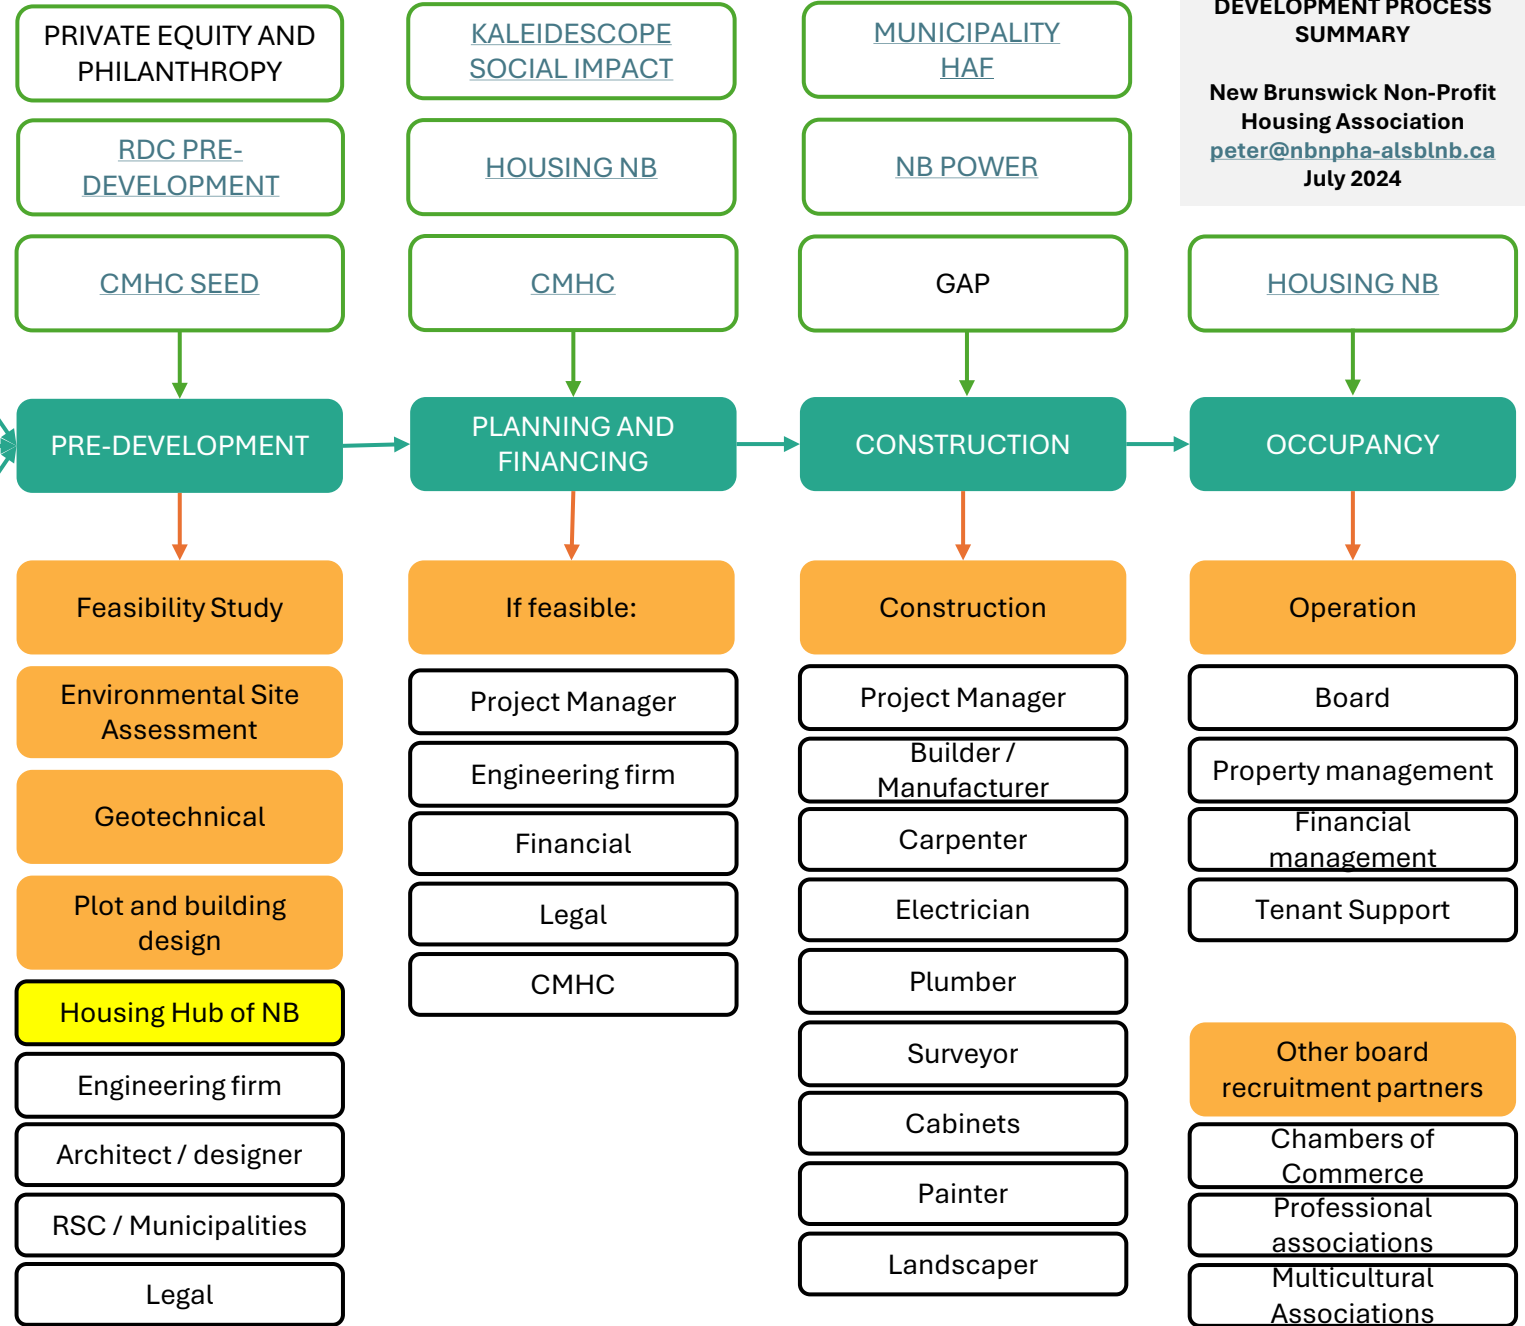 PRIVATE EQUITY AND
PHILANTHROPY
RDC PRE-
DEVELOPMENT
CMHC SEED
PRE-DEVELOPMENT
Feasibility Study
Environmental Site
Assessment
Geotechnical
Plot and building
design
Housing Hub of NB
Engineering firm
Architect / designer
RSC / Municipalities
Legal
KALEIDESCOPE
SOCIAL IMPACT
HOUSING NB
CMHC
PLANNING AND
FINANCING
If feasible:
Project Manager
Engineering firm
Financial
Legal
CMHC
MUNICIPALITY
HAF
NB POWER
GAP
CONSTRUCTION
Construction
Project Manager
Builder /
Manufacturer
Carpenter
Electrician
Plumber
Surveyor
Cabinets
Painter
Landscaper
DEVELOPMENT PROCESS
SUMMARY
New Brunswick Non-Profit
Housing Association
peter@nbnpha-alsblnb.ca
July 2024
HOUSING NB
OCCUPANCY
Operation
Board
Property management
Financial
management
Tenant Support
Other board
recruitment partners
Chambers of
Commerce
Professional
associations
Multicultural
Associations